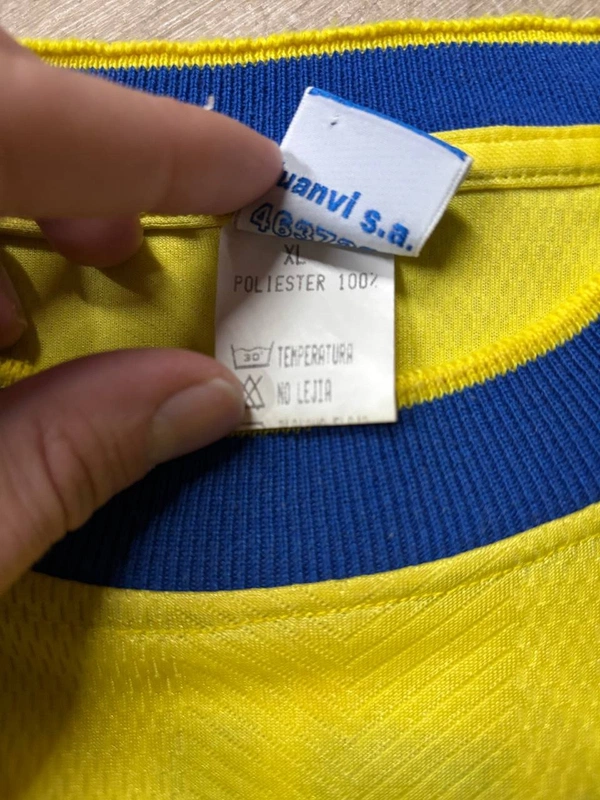 uanvi s.a.
XL
POLIESTER 100%
30° TEMPERATURA
NO LEJIA